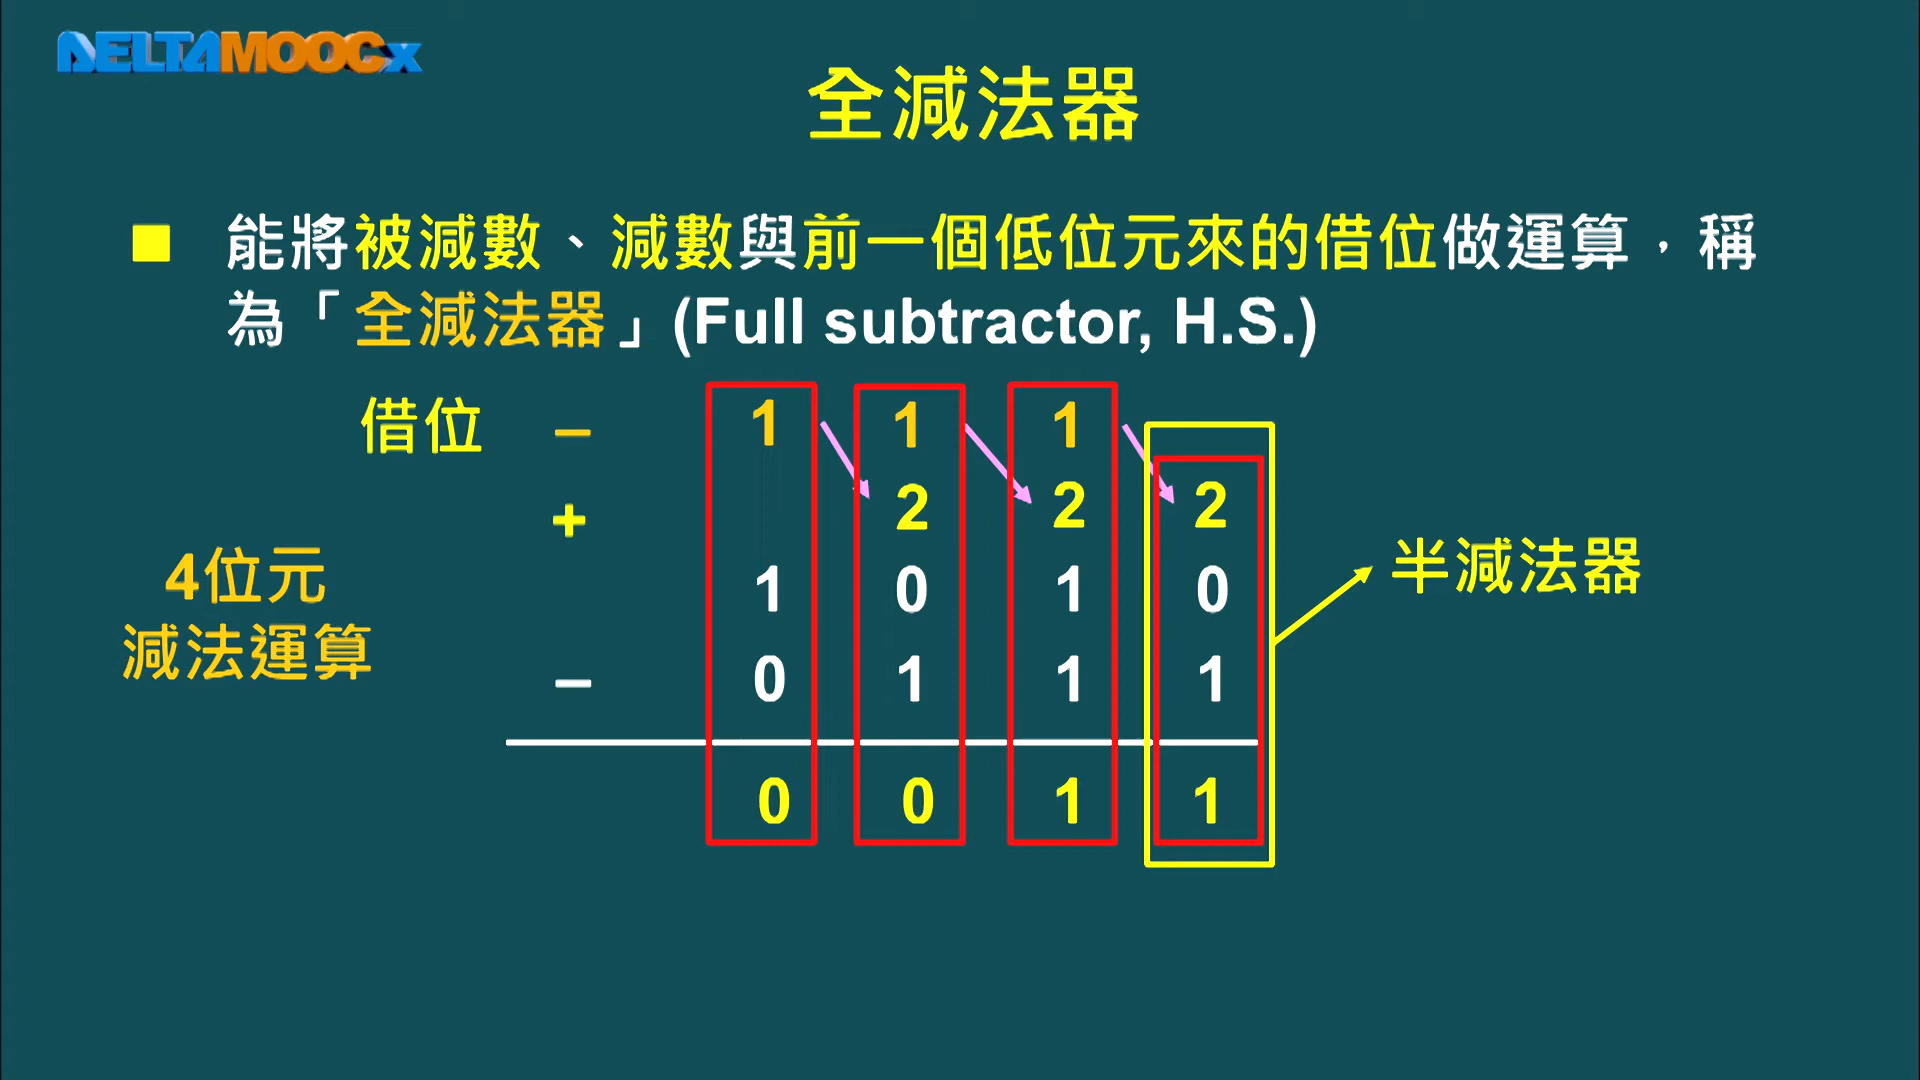 DELTAMOOCx
全減法器
■ 能將被減數、減數與前一個低位元來的借位做運算，稱
為「全減法器」(Full subtractor, H.S.)
借位 – 1 1 1
+ 2 2 2
4位元
減法運算
1 0 1 0
– 0 1 1 1
0 0 1 1
半減法器